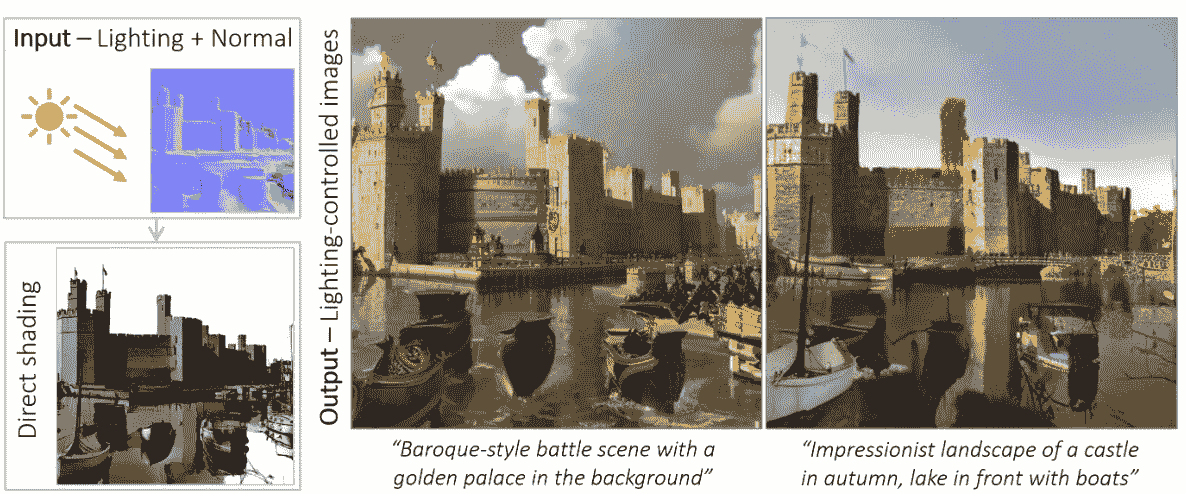 Input – Lighting + Normal
Direct shading
Output – Lighting-controlled images
“Baroque-style battle scene with a
golden palace in the background”
“Impressionist landscape of a castle
in autumn, lake in front with boats”